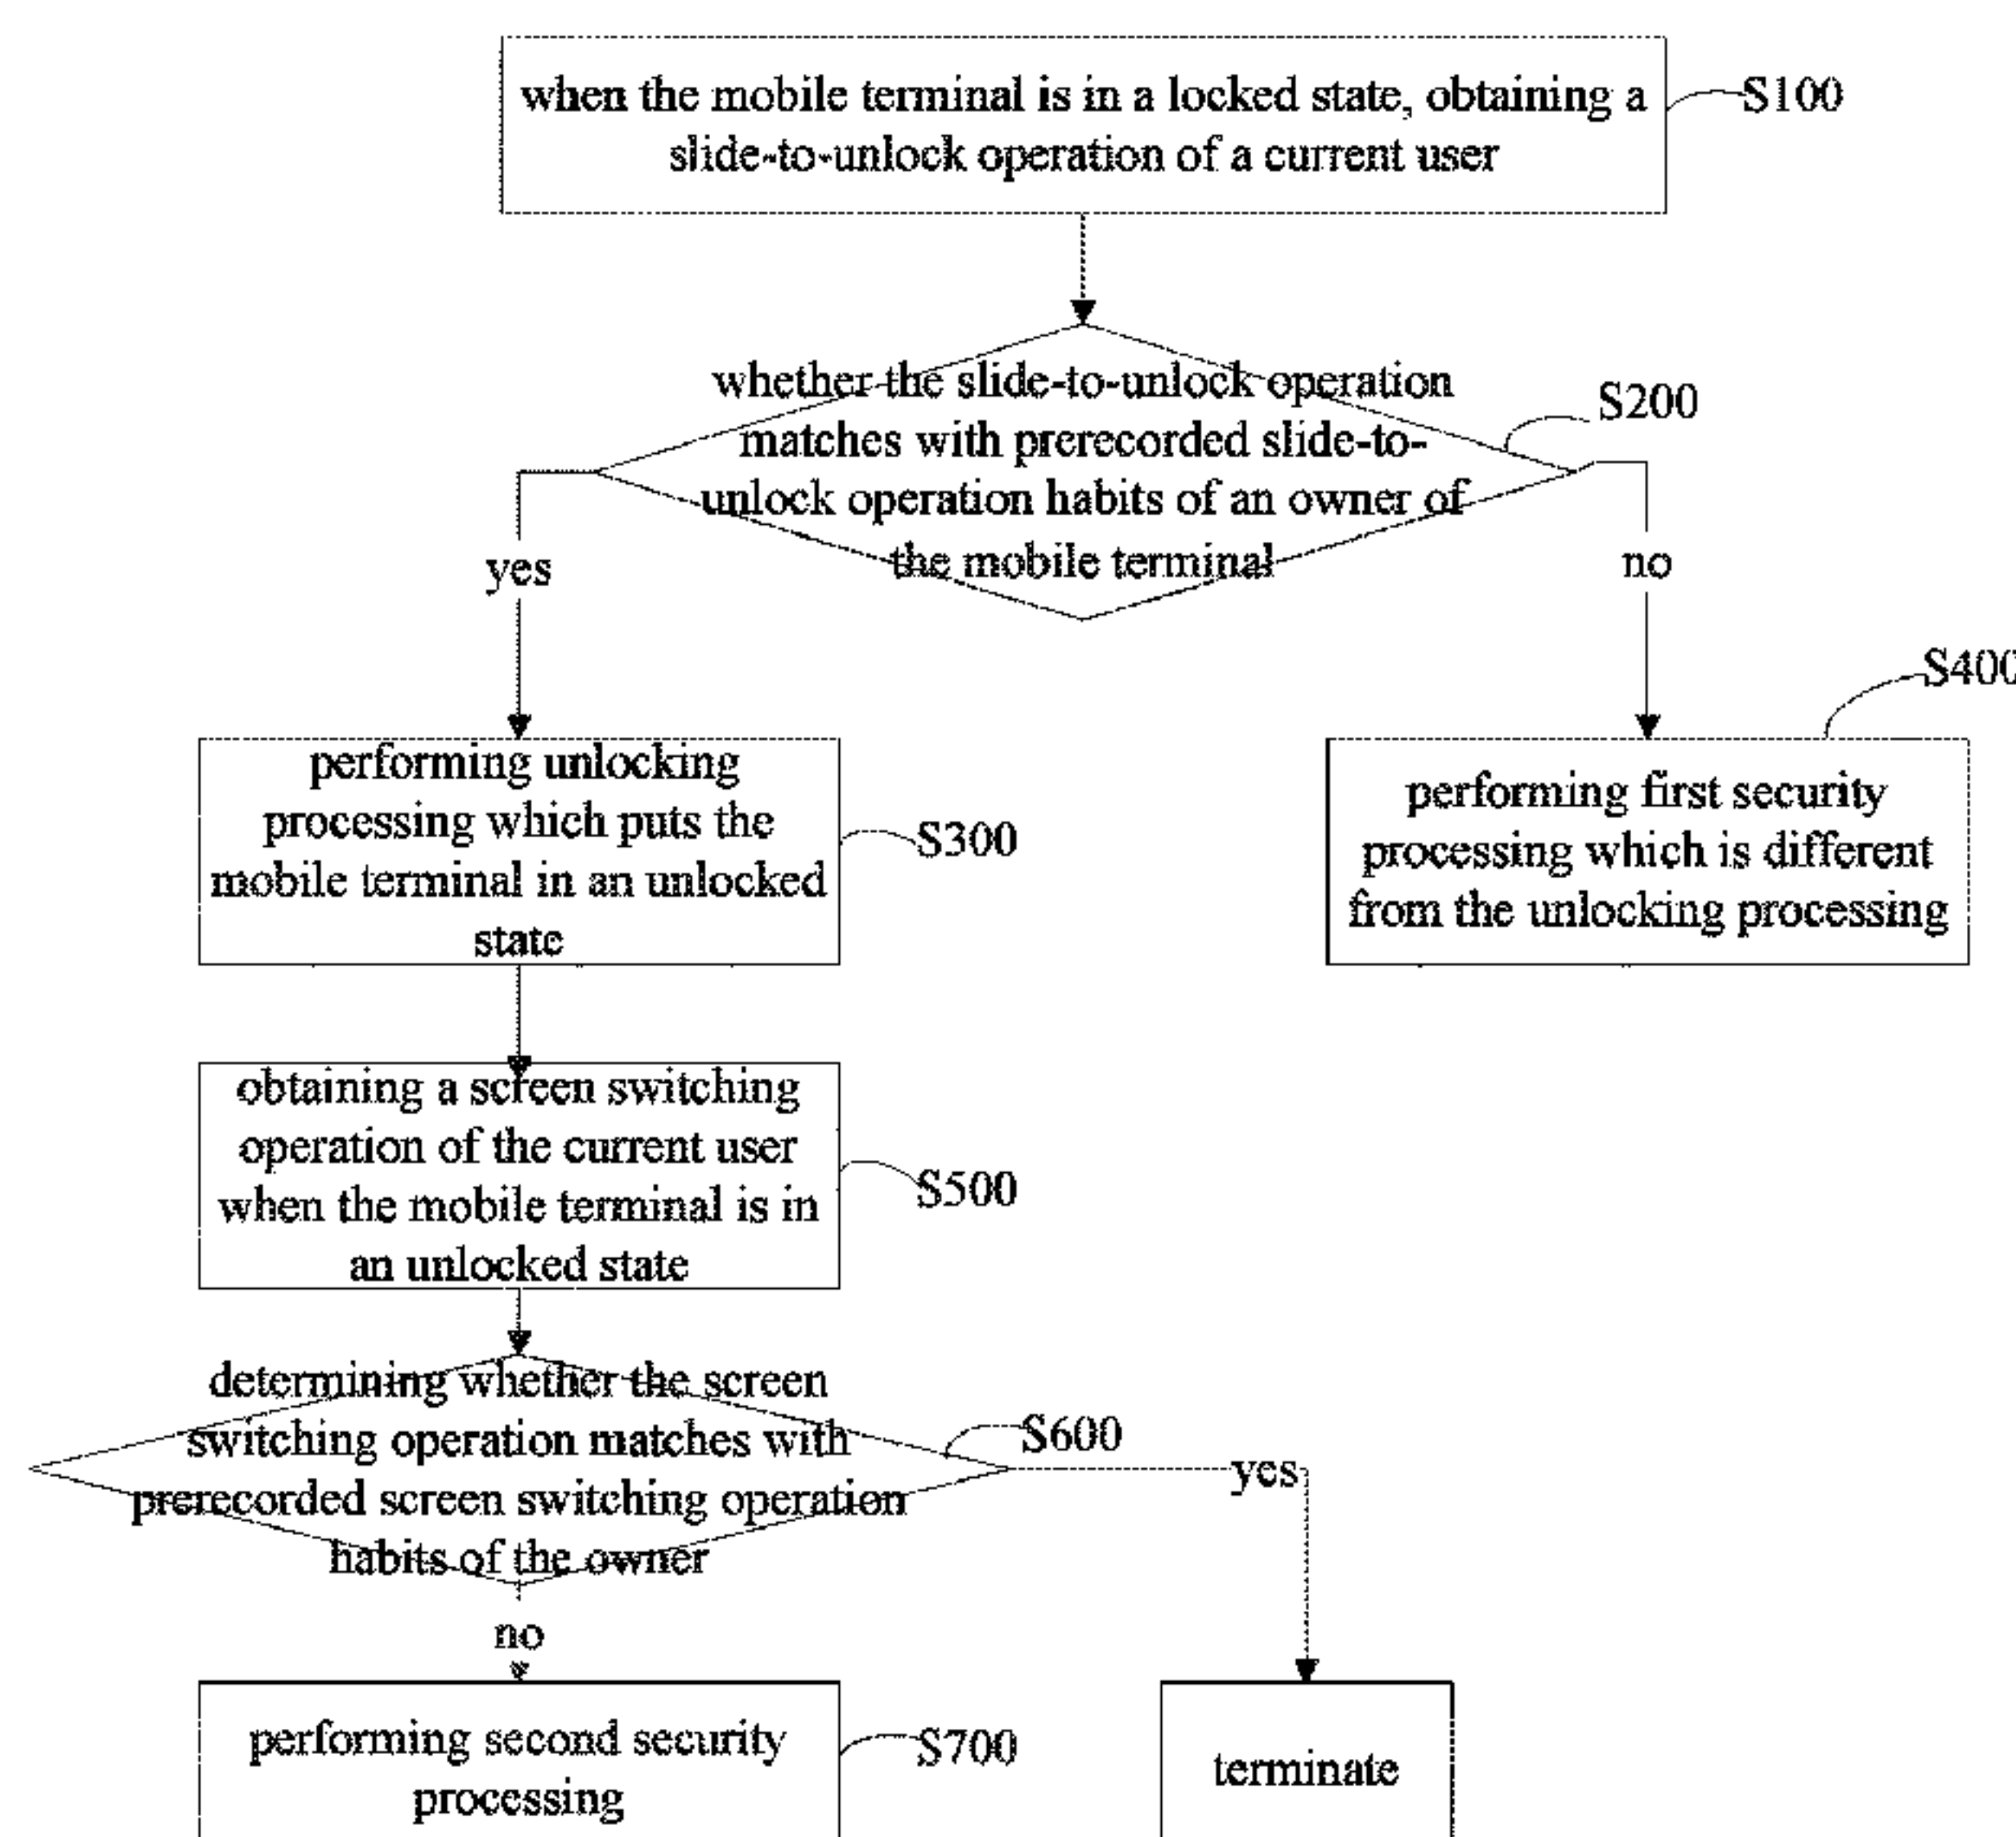 when the mobile terminal is in a locked state, obtaining a
slide-to-unlock operation of a current user
S100
whether the slide-to-unlock operation
matches with prerecorded slide-to-
unlock operation habits of an owner of
the mobile terminal
S200
yes
no
S400
performing unlocking
processing which puts the
mobile terminal in an unlocked
state
S300
performing first security
processing which is different
from the unlocking processing
obtaining a screen switching
operation of the current user
when the mobile terminal is in
an unlocked state
S500
determining whether the screen
switching operation matches with
prerecorded screen switching operation
habits of the owner
S600
yes
no
performing second security
processing
S700
terminate